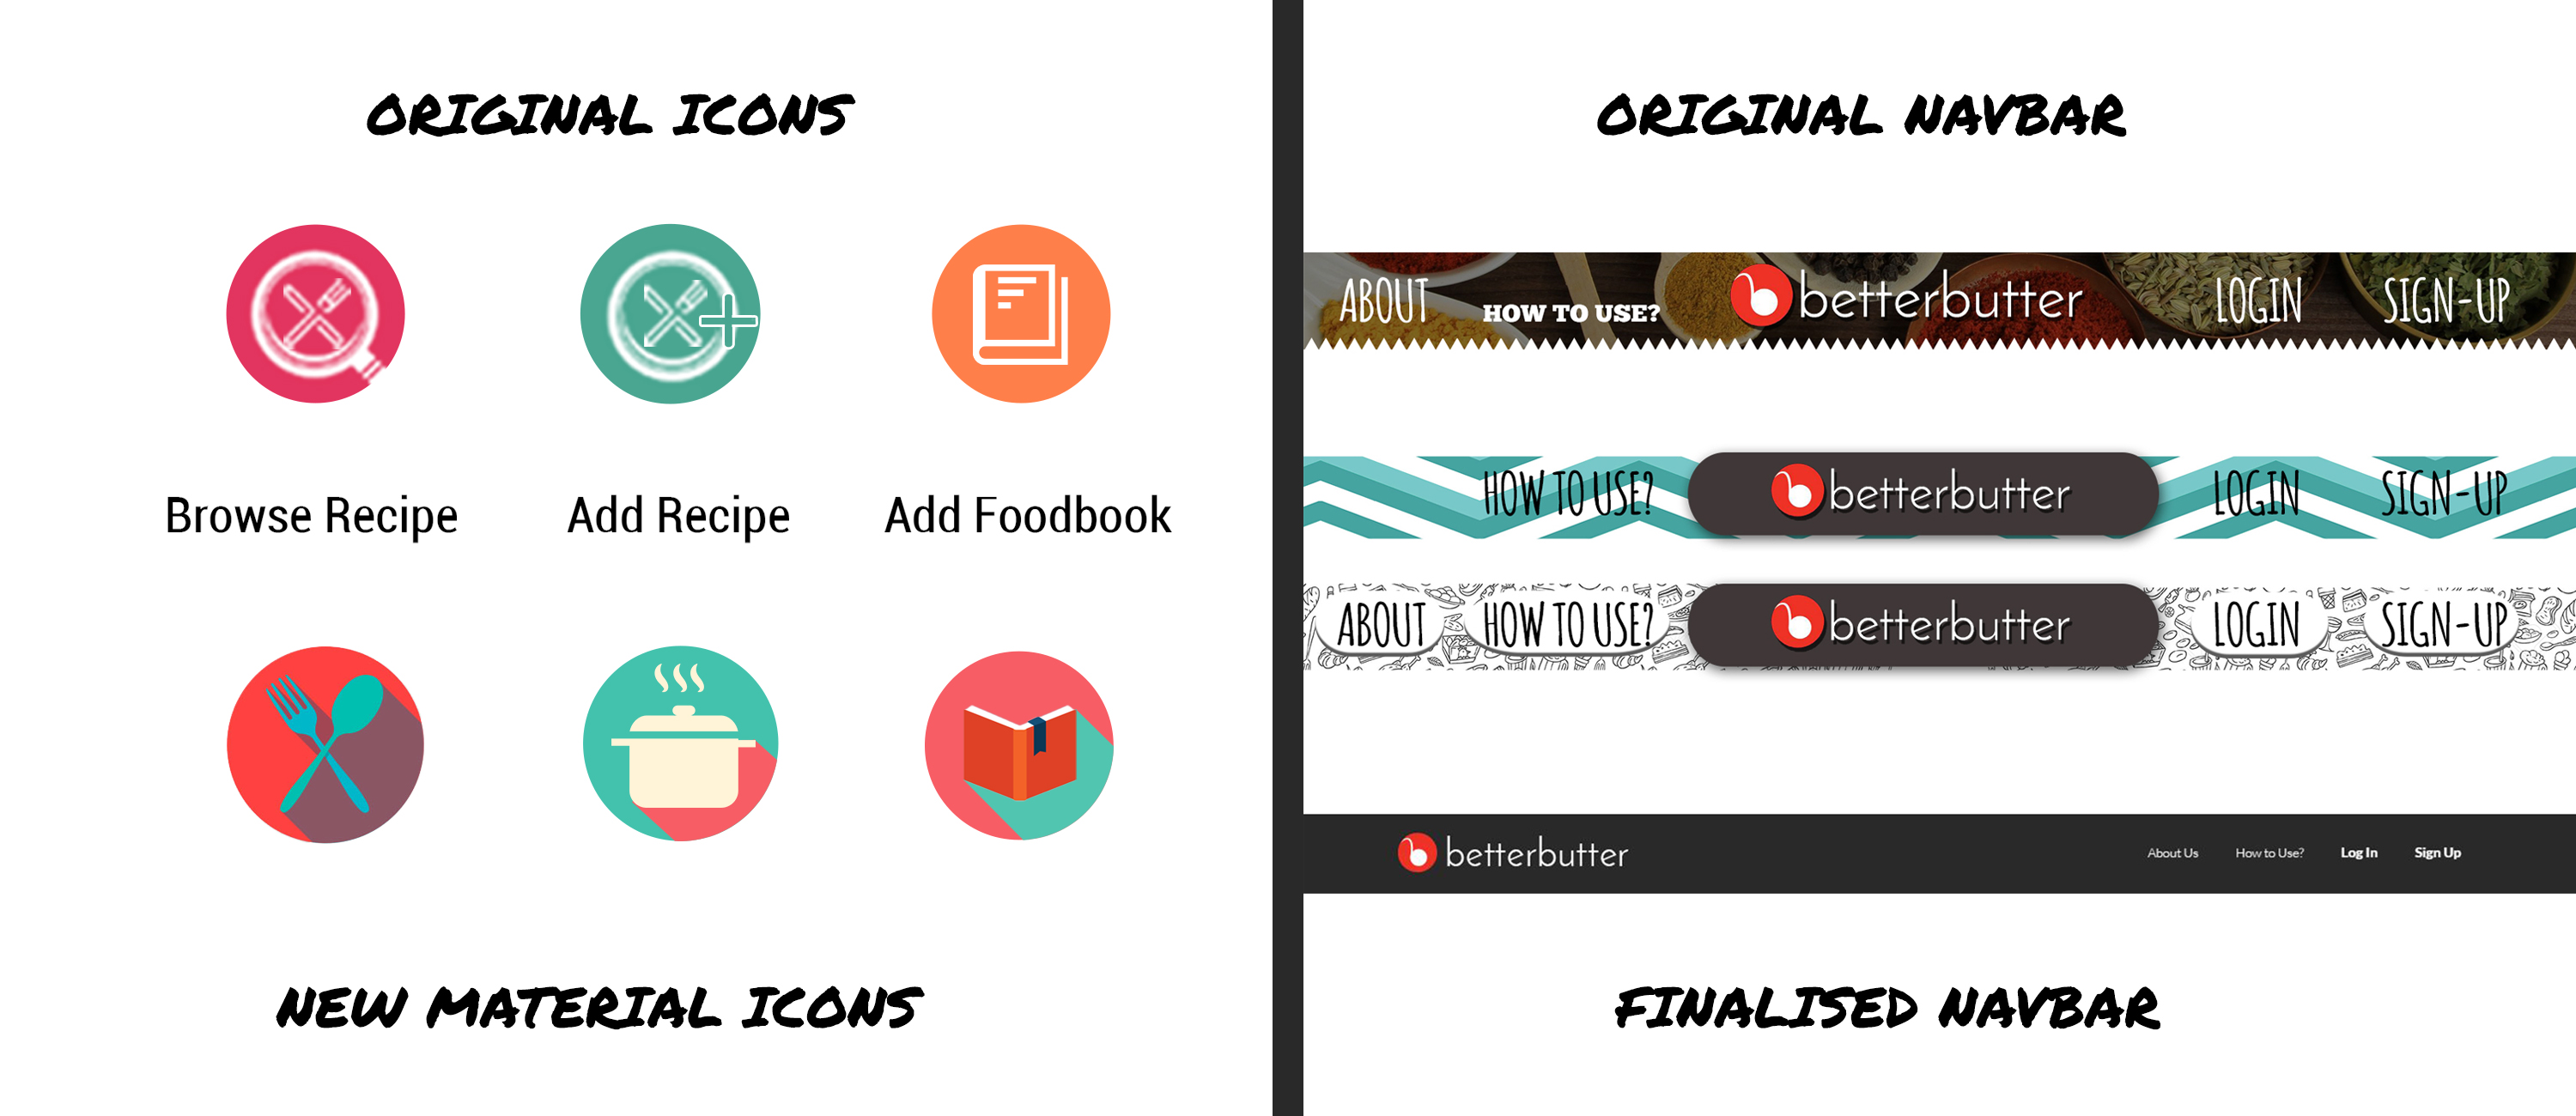 ORIGINAL ICONS
Browse Recipe
Add Recipe
Add Foodbook
NEW MATERIAL ICONS
ORIGINAL NAVBAR
ABOUT HOW TO USE? betterbutter LOGIN SIGN-UP
HOW TO USE? betterbutter LOGIN SIGN-UP
ABOUT HOW TO USE? betterbutter LOGIN SIGN-UP
betterbutter About Us How to Use? Log In Sign Up
FINALISED NAVBAR